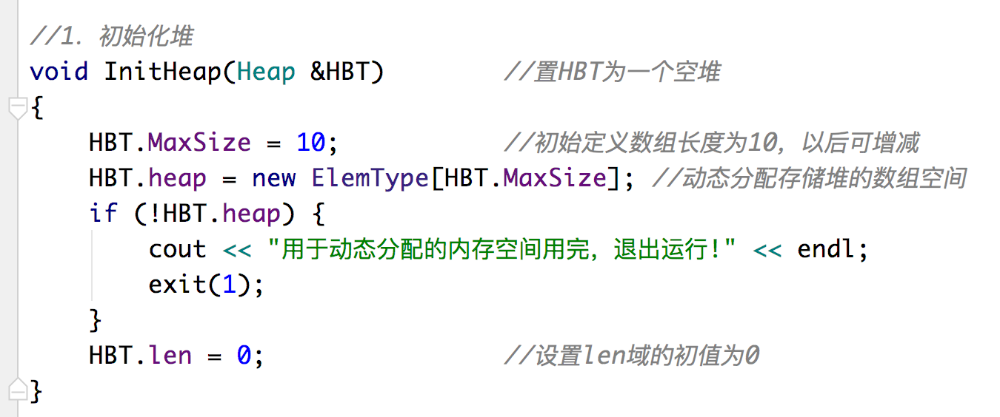 //1. 初始化堆
void InitHeap(Heap &HBT)        //置HBT为一个空堆
{
    HBT.MaxSize = 10;           //初始定义数组长度为10，以后可增减
    HBT.heap = new ElemType[HBT.MaxSize]; //动态分配存储堆的数组空间
    if (!HBT.heap) {
        cout << "用于动态分配的内存空间用完，退出运行!" << endl;
        exit(1);
    }
    HBT.len = 0;                //设置len域的初值为0
}